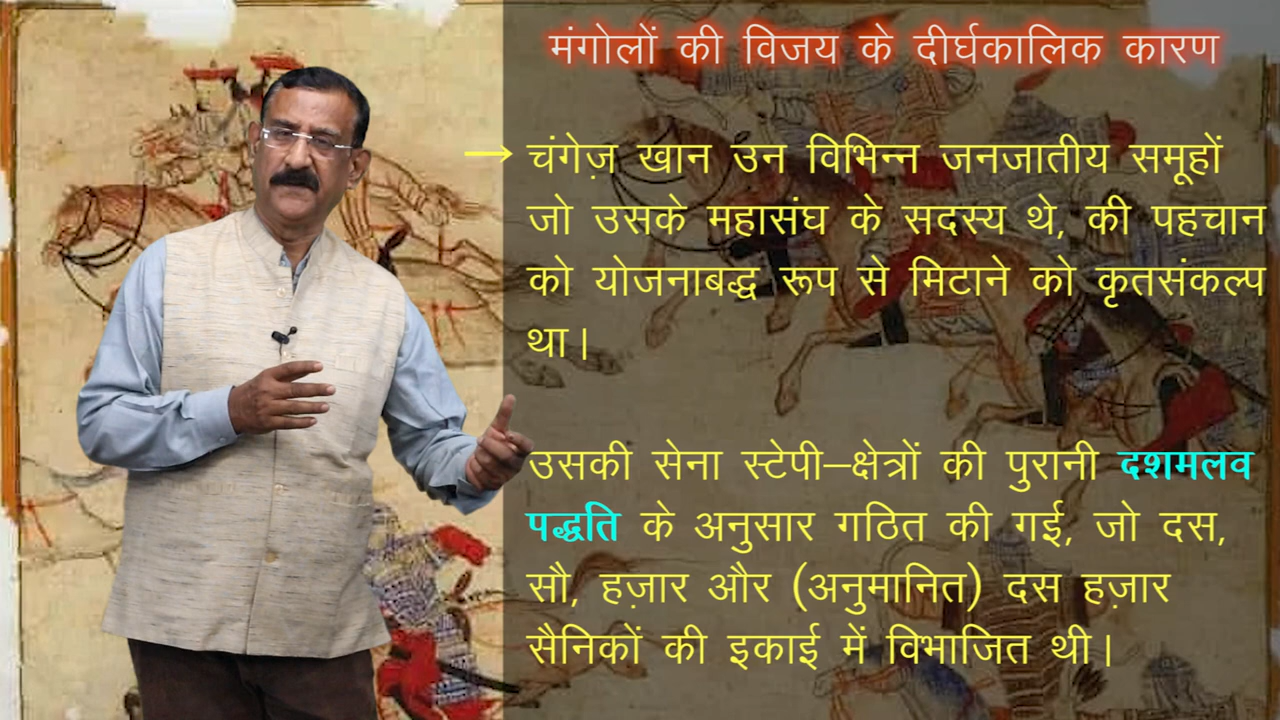 मंगोलों की विजय के दीर्घकालिक कारण
→ चंगेज़ खान उन विभिन्न जनजातीय समूहों
जो उसके महासंघ के सदस्य थे, की पहचान
को योजनाबद्ध रूप से मिटाने को कृतसंकल्प
था।
उसकी सेना स्टेपी–क्षेत्रों की पुरानी दशमलव
पद्धति के अनुसार गठित की गई, जो दस,
सौ, हज़ार और (अनुमानित) दस हज़ार
सैनिकों की इकाई में विभाजित थी।